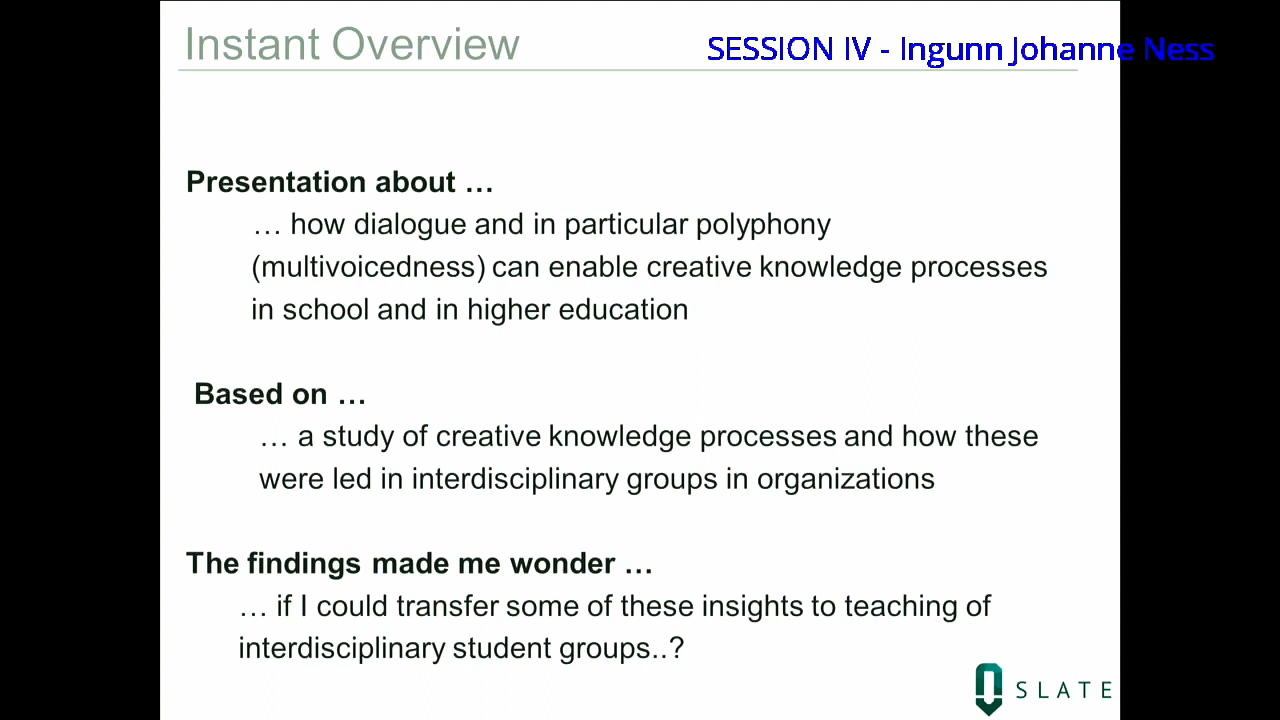 Instant Overview
SESSION IV - Ingunn Johanne Ness
Presentation about …
… how dialogue and in particular polyphony
(multivoicedness) can enable creative knowledge processes
in school and in higher education
Based on …
… a study of creative knowledge processes and how these
were led in interdisciplinary groups in organizations
The findings made me wonder …
… if I could transfer some of these insights to teaching of
interdisciplinary student groups..?
SLATE